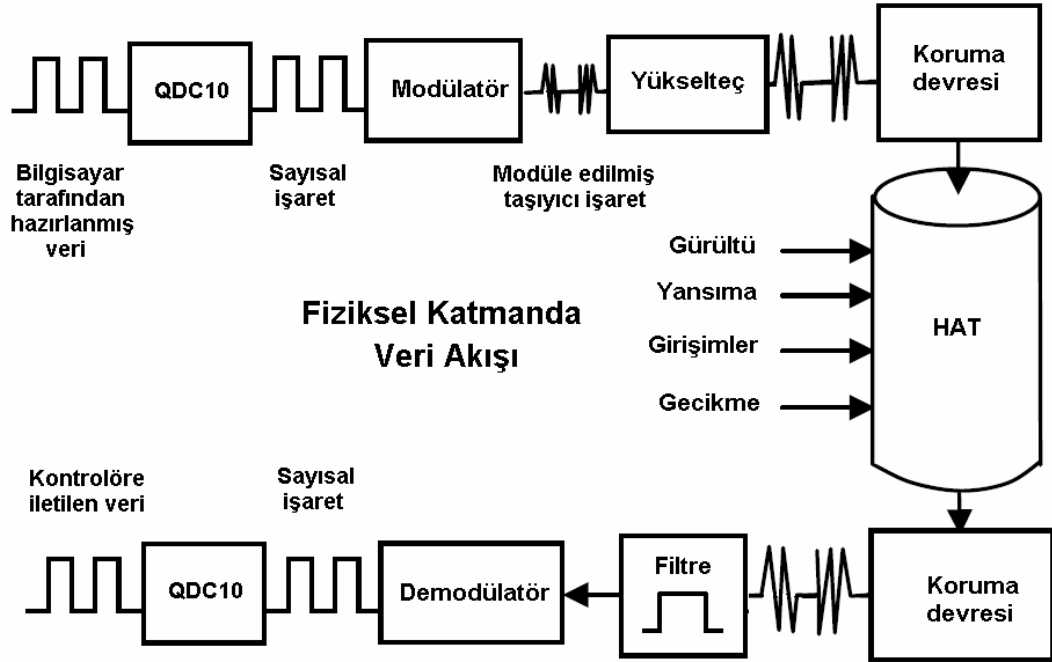 QDC10
Modülatör
Yükselteç
Koruma
devresi
Bilgisayar
tarafından
hazırlanmış
veri
Sayısal
işaret
Modüle edilmiş
taşıyıcı işaret
Gürültü
Yansıma
Girişimler
Gecikme
HAT
Fiziksel Katmanda
Veri Akışı
Kontrolöre
iletilen veri
Sayısal
işaret
QDC10
Demodülatör
Filtre
Koruma
devresi